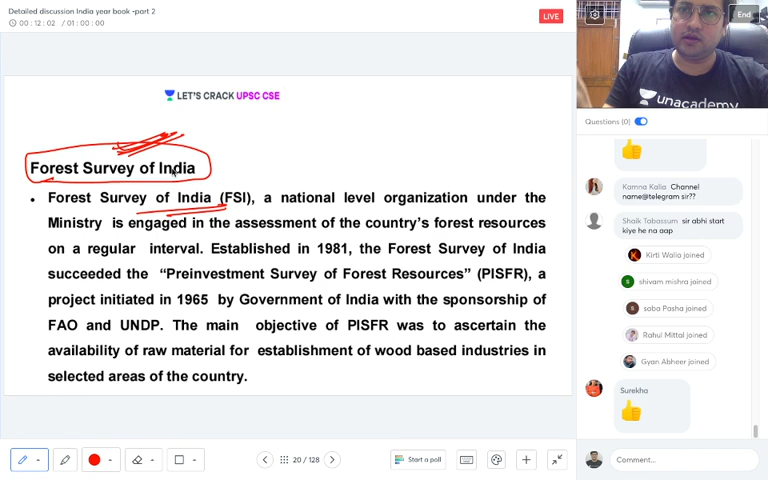 Detailed discussion India year book -part 2
00 : 12 : 02 / 01 : 00 : 00
LIVE
End
LET'S CRACK UPSC CSE
unacademy
Forest Survey of India
• Forest Survey of India (FSI), a national level organization under the
Ministry is engaged in the assessment of the country's forest resources
on a regular interval. Established in 1981, the Forest Survey of India
succeeded the “Preinvestment Survey of Forest Resources” (PISFR), a
project initiated in 1965 by Government of India with the sponsorship of
FAO and UNDP. The main objective of PISFR was to ascertain the
availability of raw material for establishment of wood based industries in
selected areas of the country.
Questions (0)
Kamna Kalia Channel
name@telegram sir??
Shaik Tabassum sir abhi start
kiye he na aap
K
Kirti Walia joined
S
shivam mishra joined
S
saba Pasha joined
Rahul Mittal joined
Gyan Abheer joined
Surekha
20 / 128
Start a poll
Comment...